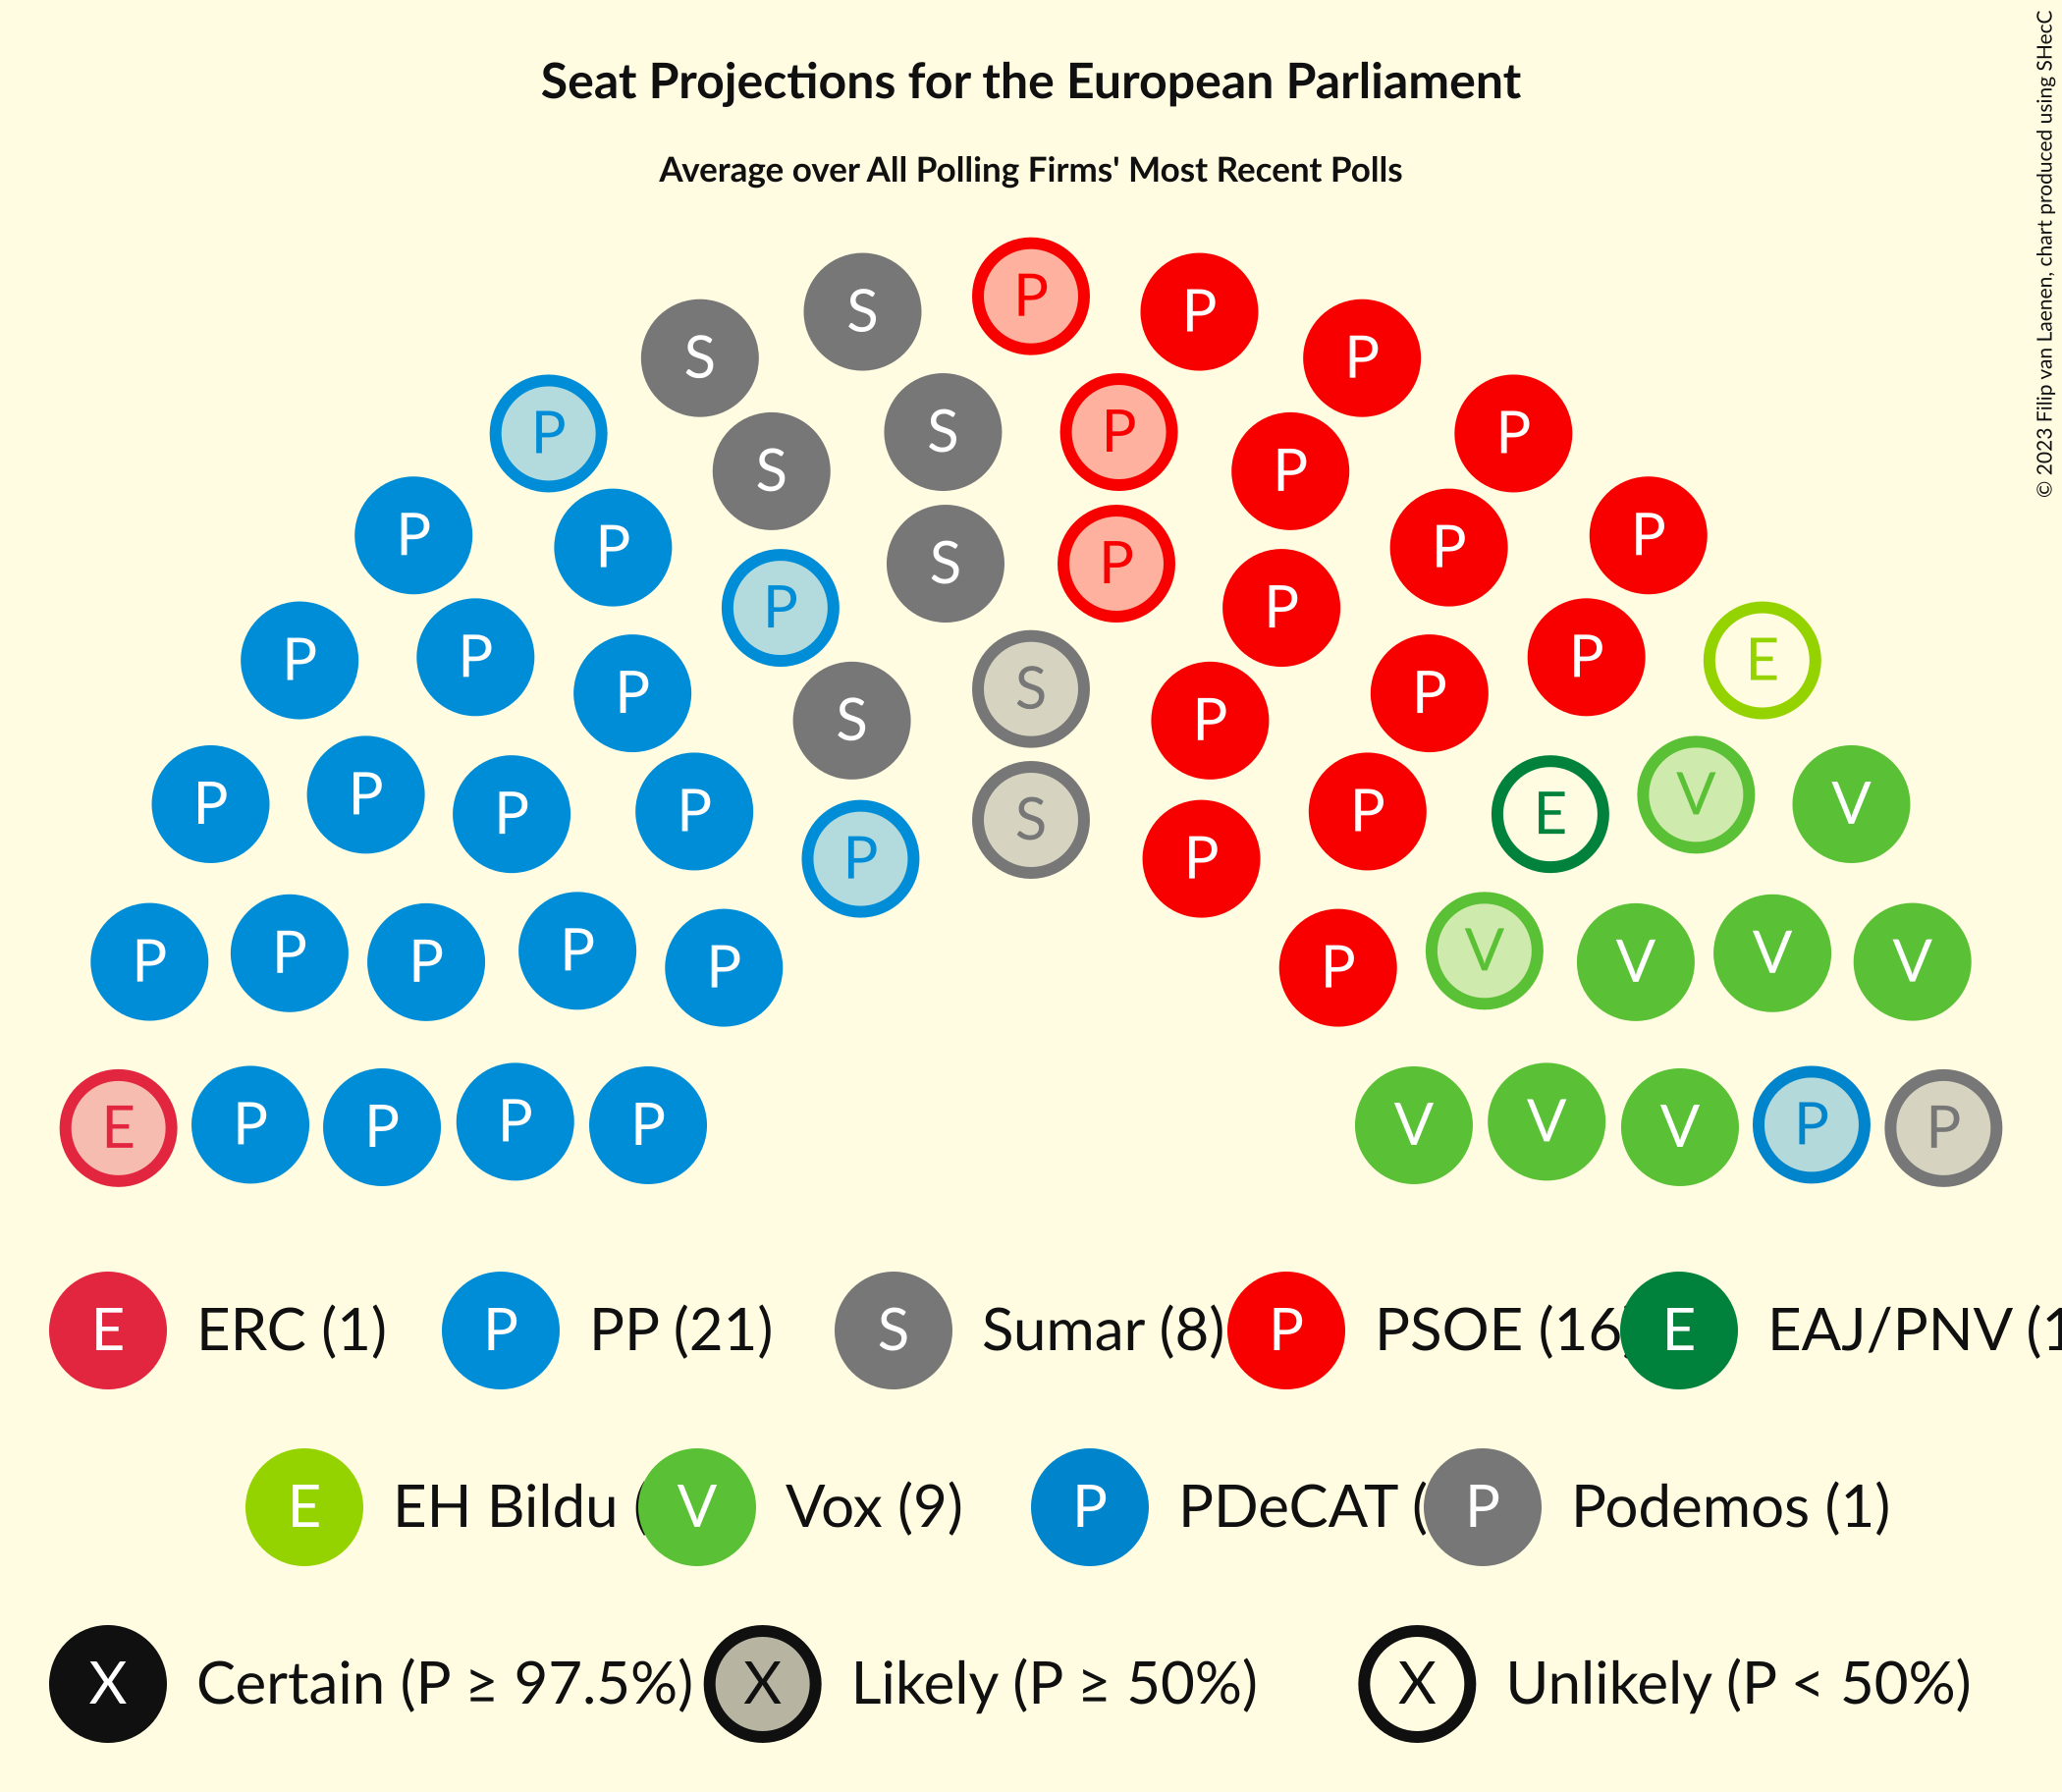 Seat Projections for the European Parliament
Average over All Polling Firms' Most Recent Polls
© 2023 Filip van Laenen, chart produced using SHecC
P
S P
S P
P P
S S P
P P
P P
P P
P P
S P
P P
P P P E
P P
S
S P
P P
P V V
P E
P P
S
P P
P P
P V P V
P P V V
E P P P P V V V P P
E ERC (1) P PP (21) S Sumar (8) P PSOE (16 E EAJ/PNV (1
E EH Bildu ( V Vox (9) P PDeCAT ( P Podemos (1)
X Certain (P ≥ 97.5%) X Likely (P ≥ 50%) X Unlikely (P < 50%)